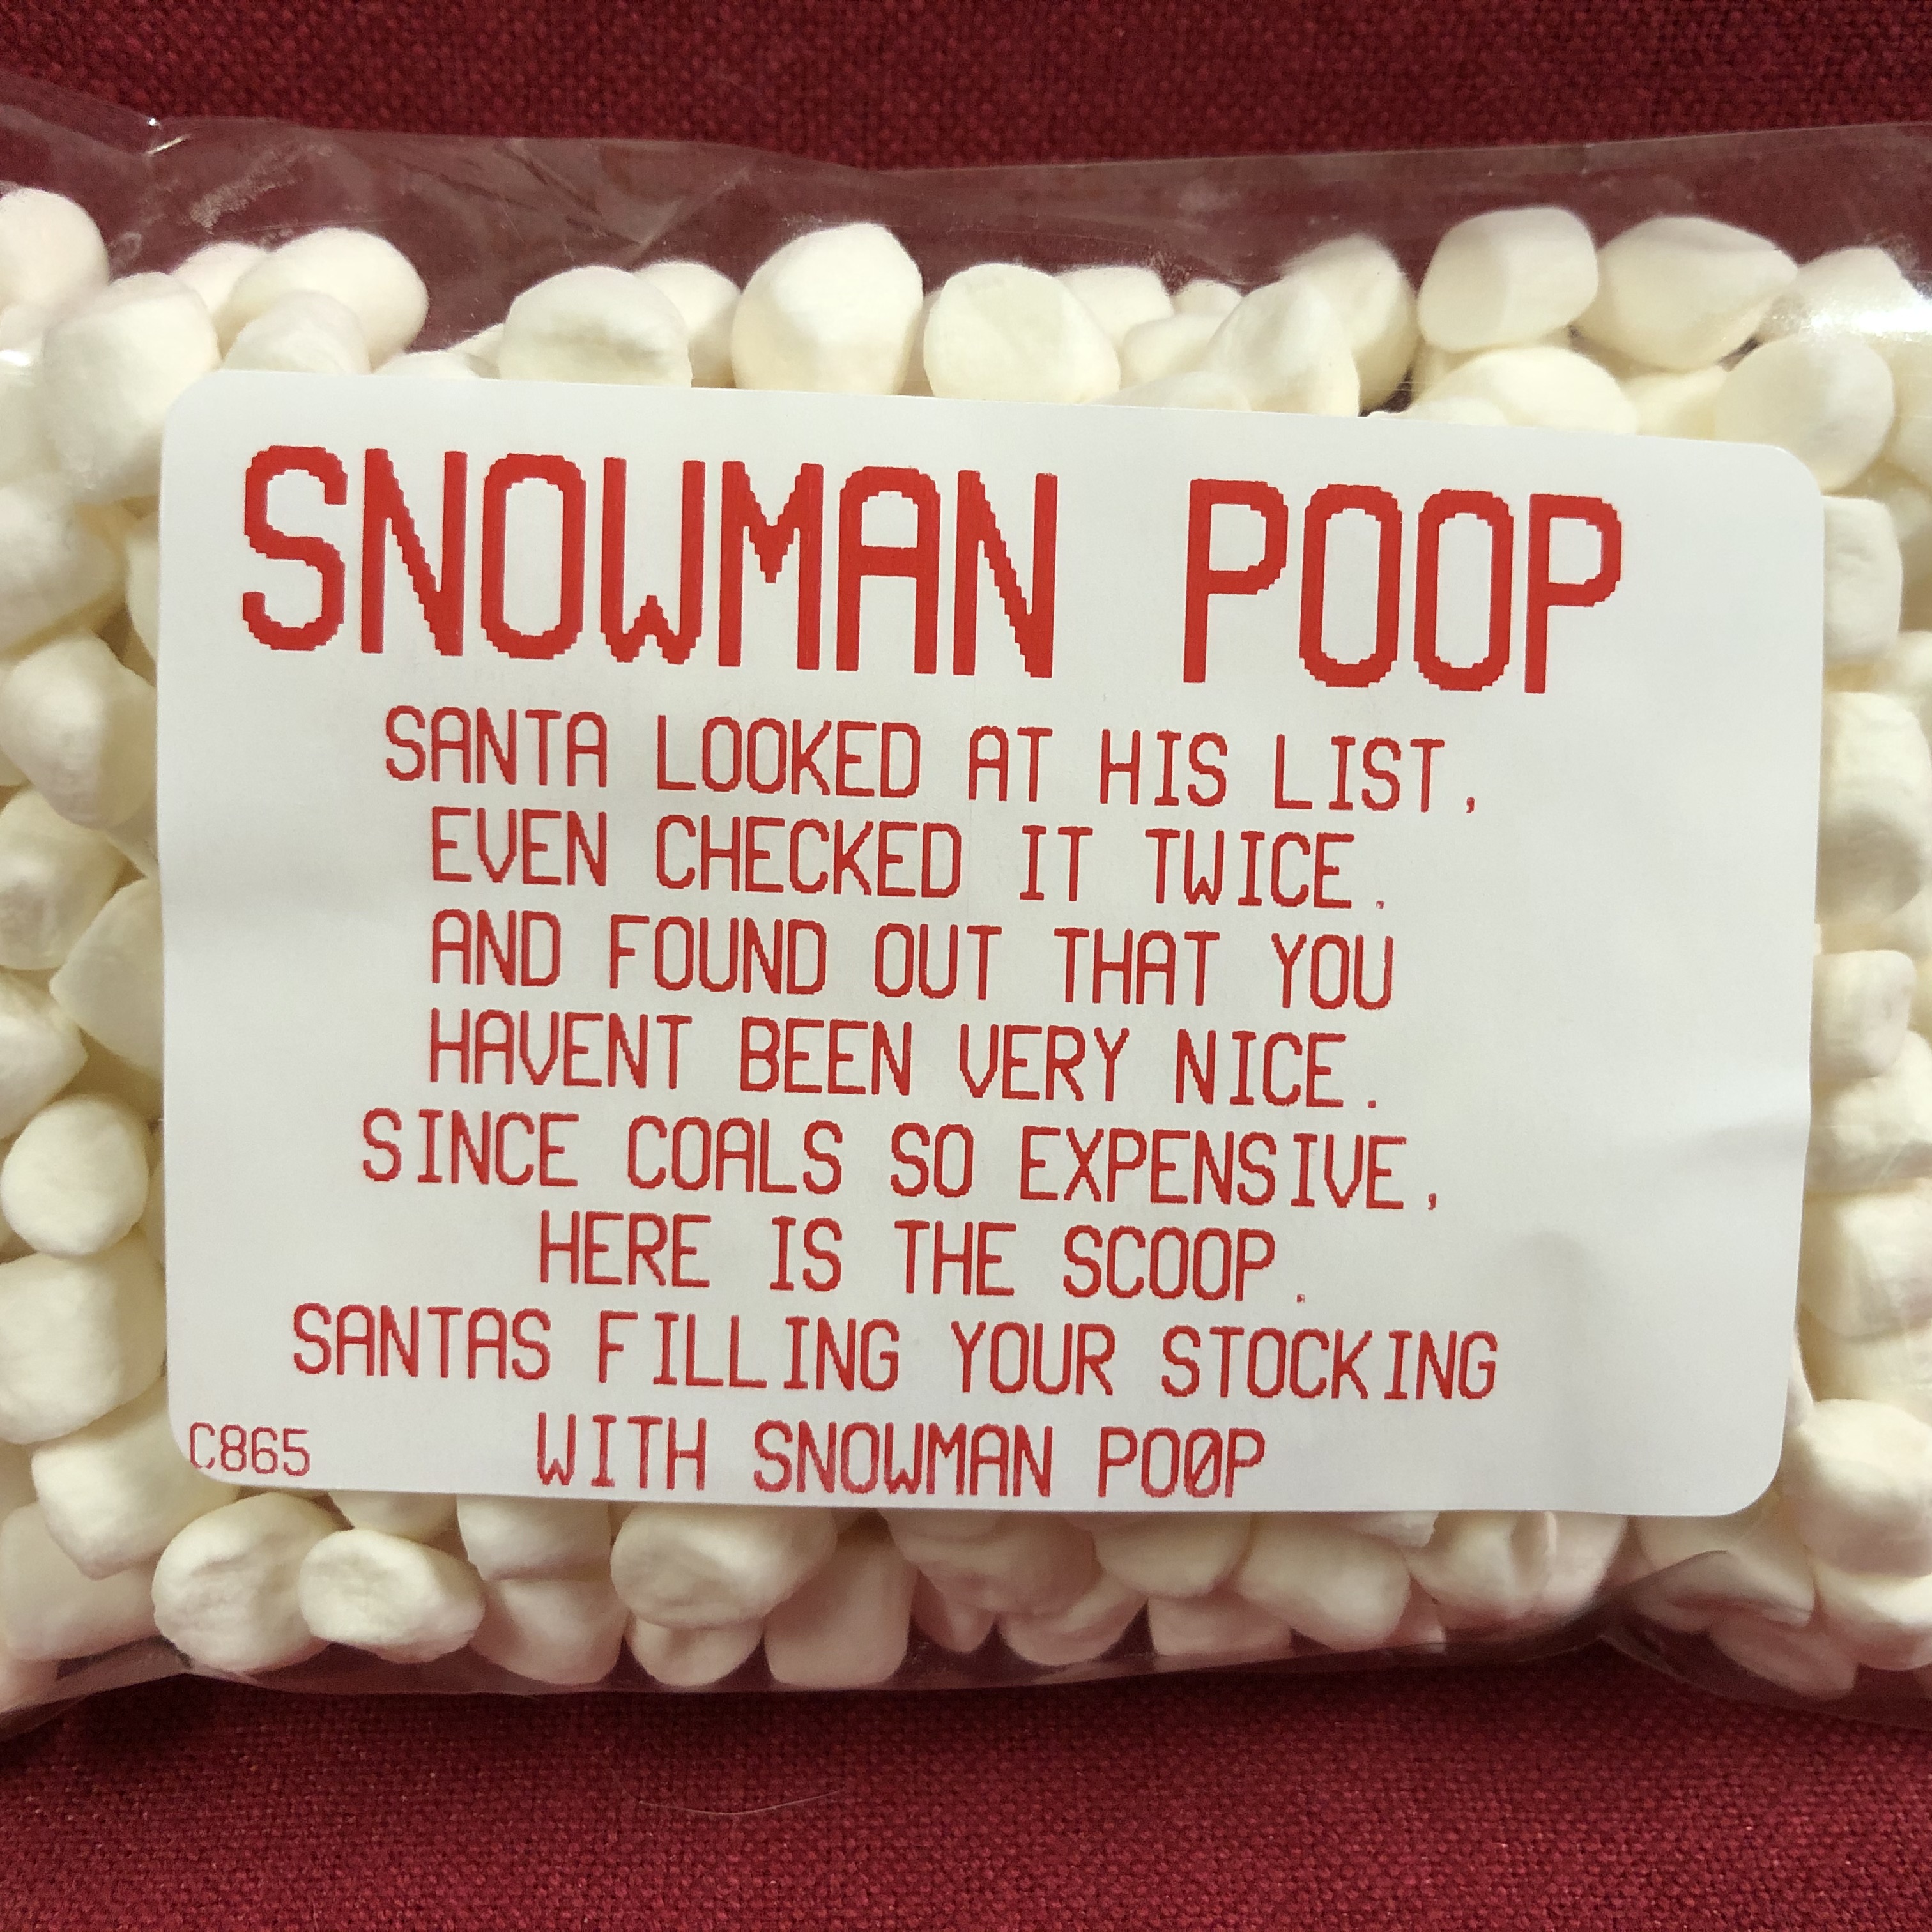 SNOWMAN POOP
SANTA LOOKED AT HIS LIST,
EVEN CHECKED IT TWICE.
AND FOUND OUT THAT YOU
HAVENT BEEN VERY NICE.
SINCE COALS SO EXPENSIVE,
HERE IS THE SCOOP.
SANTAS FILLING YOUR STOCKING
WITH SNOWMAN POØP
C865